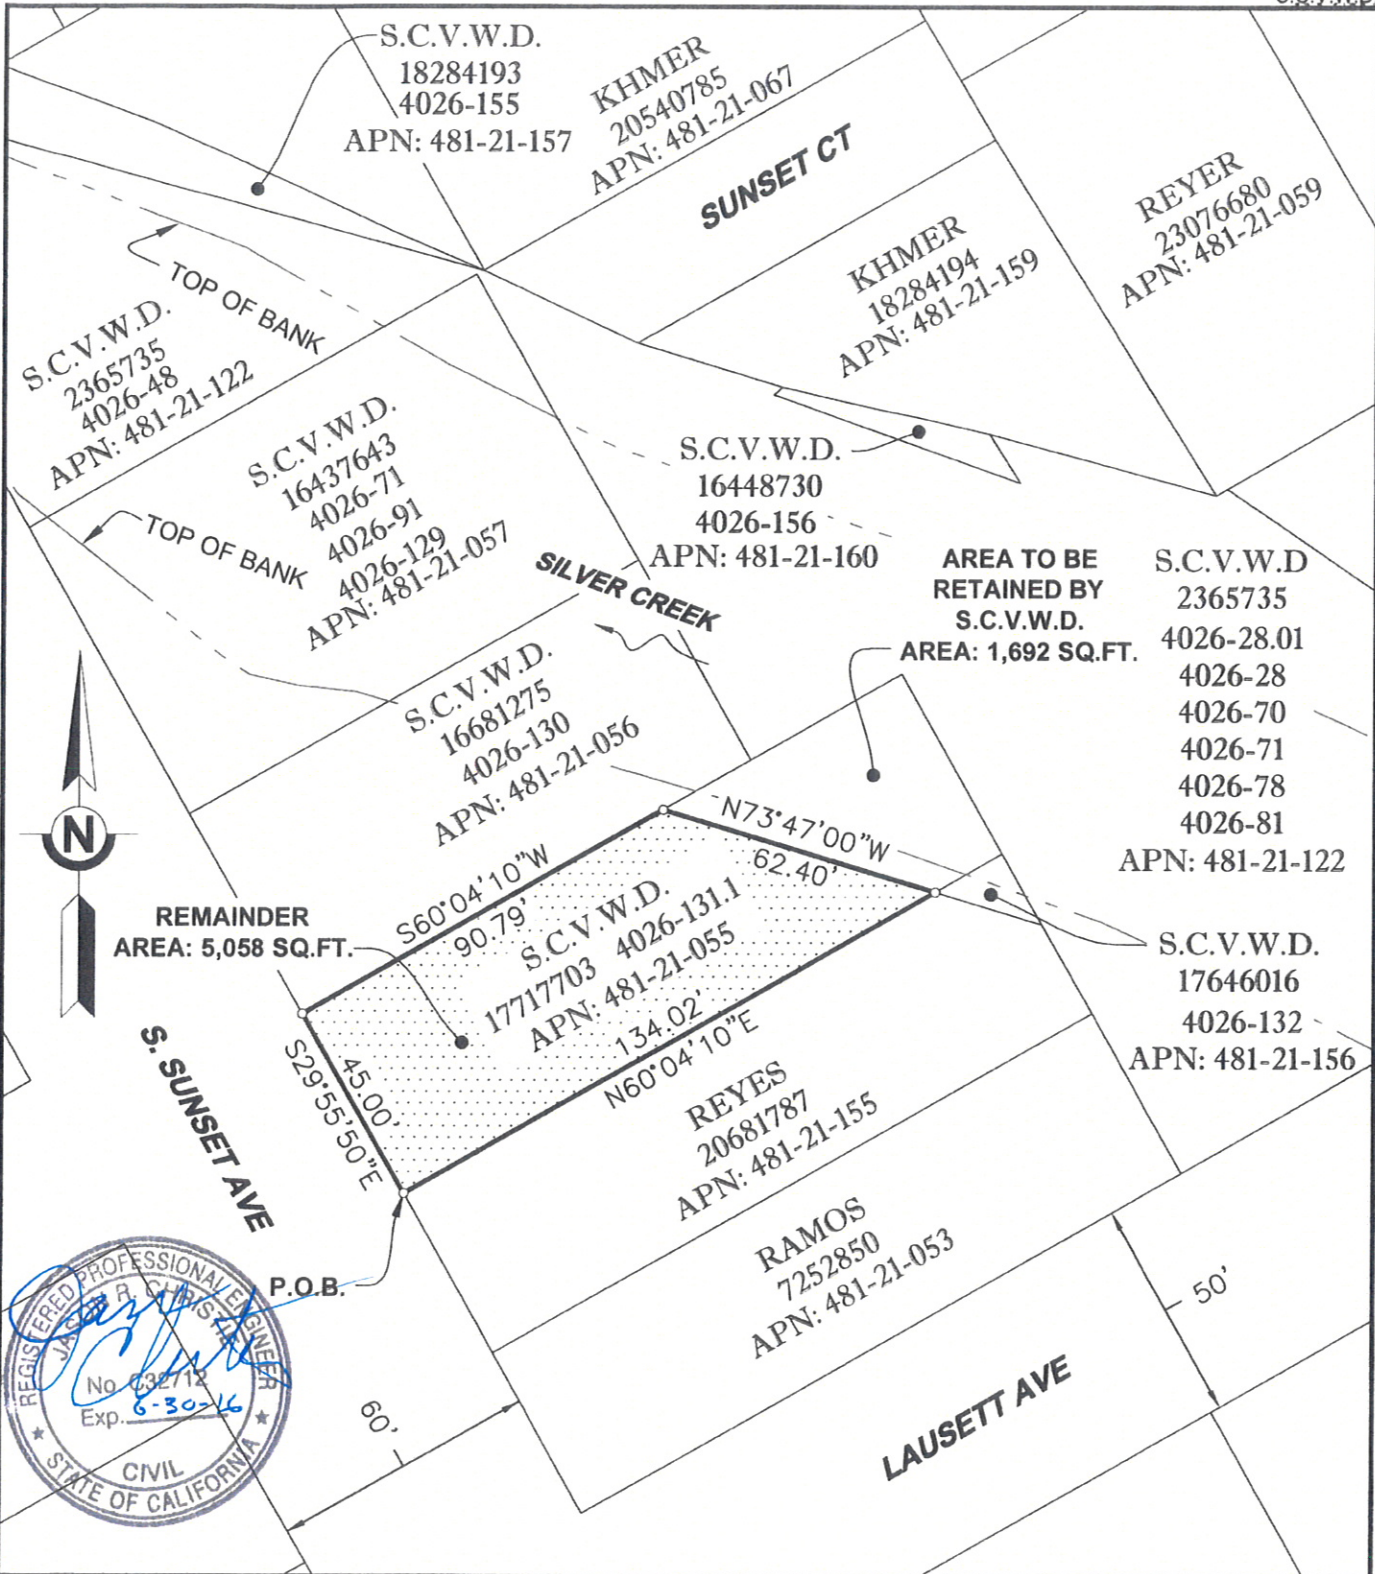 S.C.V.W.D.
18284193
4026-155
APN: 481-21-157
KHMER
20540785
APN: 481-21-067
SUNSET CT
KHMER
18284194
APN: 481-21-159
REYER
23076680
APN: 481-21-059
TOP OF BANK
S.C.V.W.D.
2365735
4026-48
APN: 481-21-122
S.C.V.W.D.
16437643
4026-71
4026-91
4026-129
APN: 481-21-057
TOP OF BANK
S.C.V.W.D.
16448730
4026-156
APN: 481-21-160
SILVER CREEK
AREA TO BE
RETAINED BY
S.C.V.W.D.
AREA: 1,692 SQ.FT.
S.C.V.W.D
2365735
4026-28.01
4026-28
4026-70
4026-71
4026-78
4026-81
APN: 481-21-122
S.C.V.W.D.
16681275
4026-130
APN: 481-21-056
N
N73°47'00"W
62.40'
S60°04'10"W
90.79'
REMAINDER
AREA: 5,058 SQ.FT.
S.C.V.W.D.
17717703 4026-131.1
APN: 481-21-055
134.02'
N60°04'10"E
45.00'
S29°55'50"E
S.C.V.W.D.
17646016
4026-132
APN: 481-21-156
S. SUNSET AVE
REYES
20681787
APN: 481-21-155
RAMOS
7252850
APN: 481-21-053
P.O.B.
50'
60'
LAUSETT AVE
REGISTERED PROFESSIONAL ENGINEER
R. CHRISTIE
No. C32712
Exp. 6-30-16
CIVIL
STATE OF CALIFORNIA